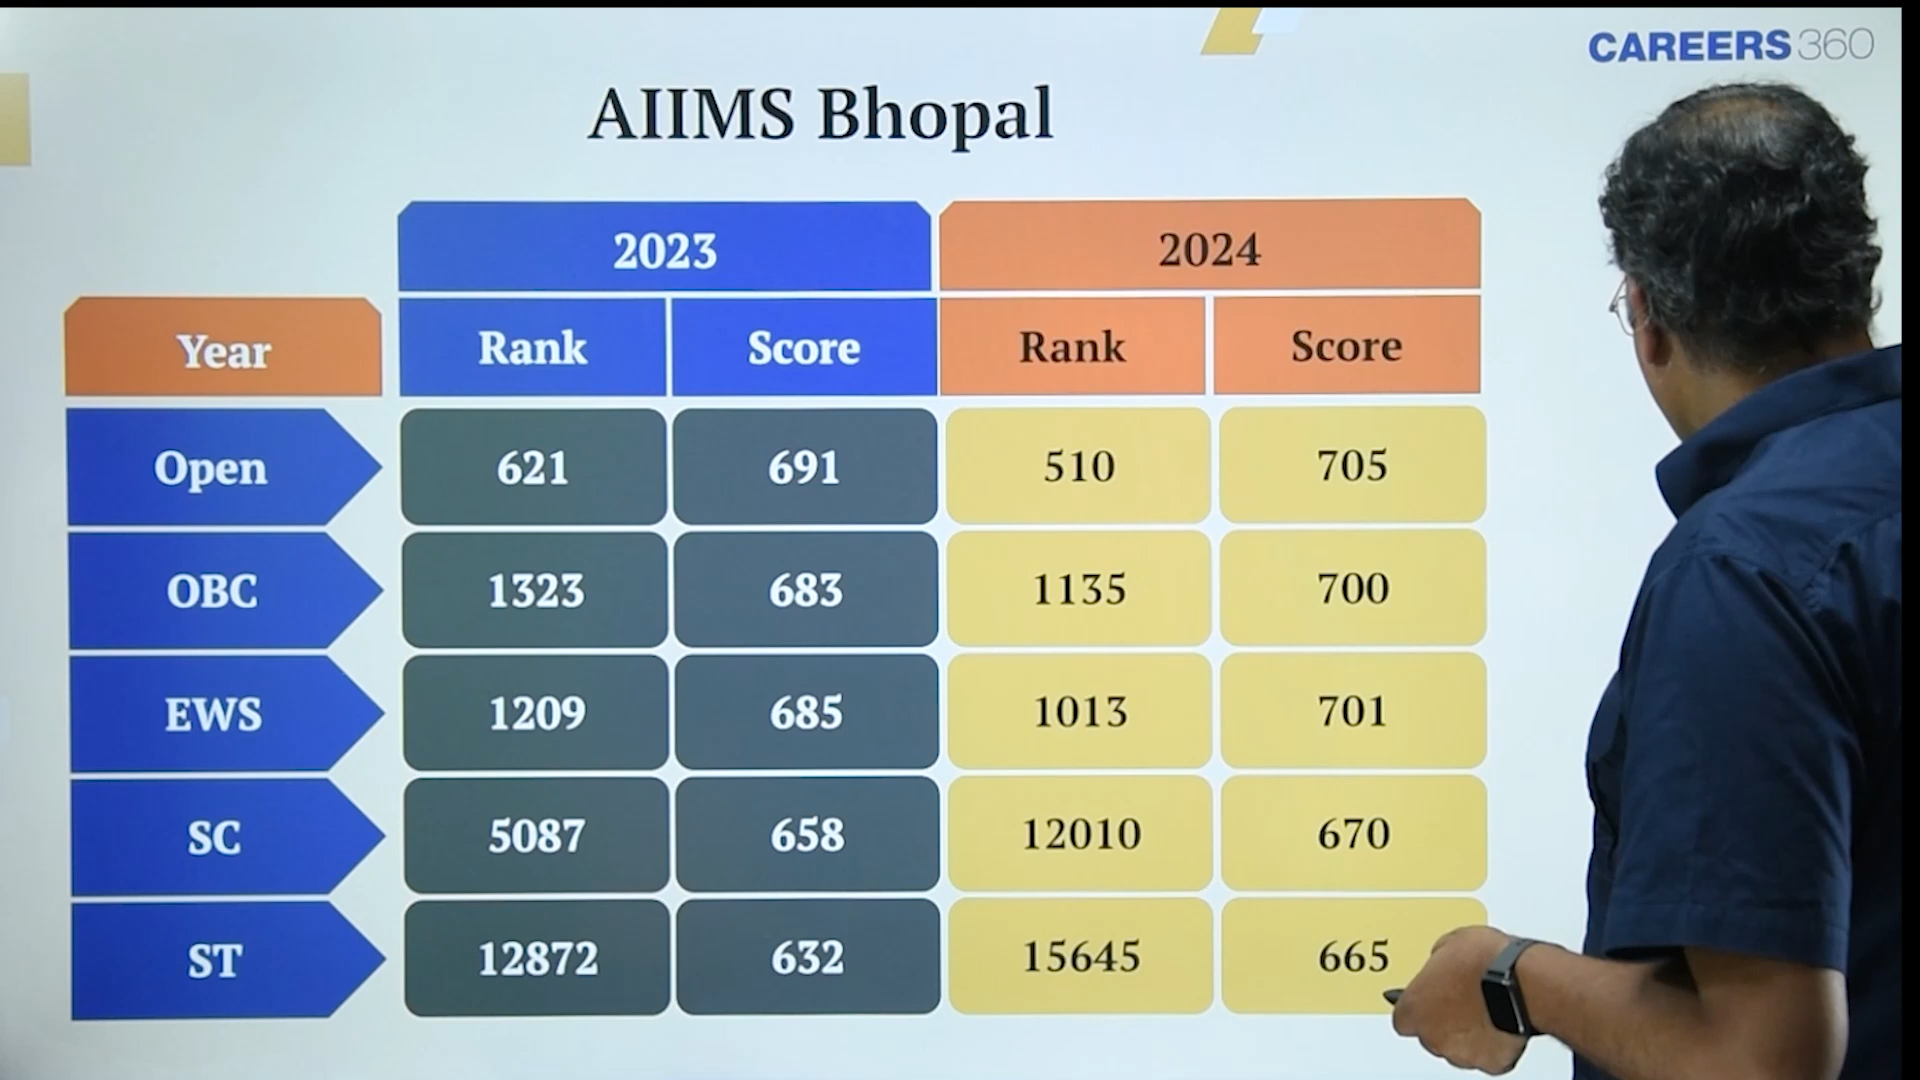 CAREERS360
AIIMS Bhopal
2023 2024
Year Rank Score Rank Score
Open 621 691 510 705
OBC 1323 683 1135 700
EWS 1209 685 1013 701
SC 5087 658 12010 670
ST 12872 632 15645 665